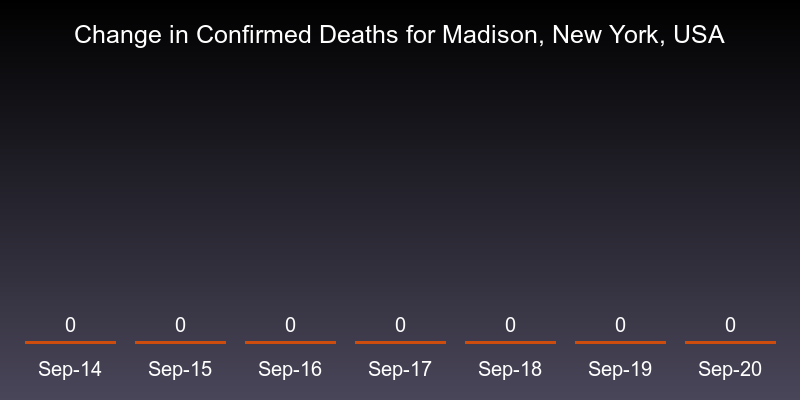 Change in Confirmed Deaths for Madison, New York, USA
0 0 0 0 0 0 0
Sep-14 Sep-15 Sep-16 Sep-17 Sep-18 Sep-19 Sep-20